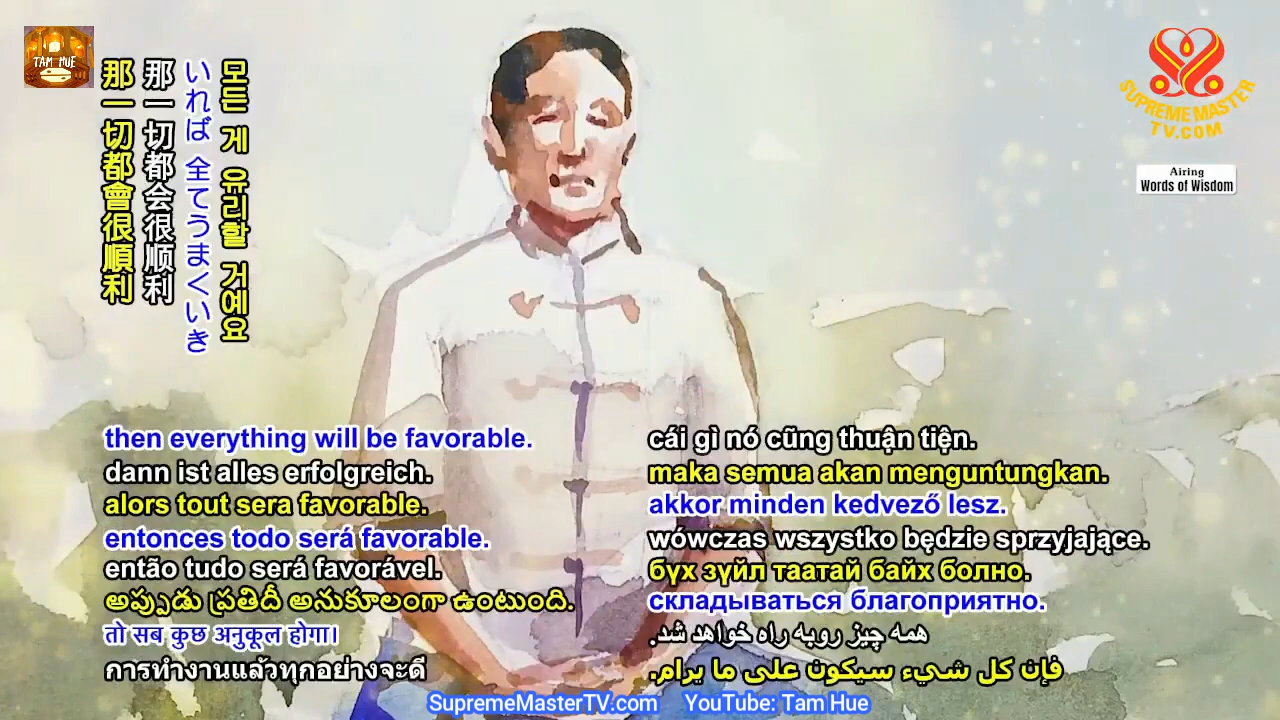 TAM HUE
那一切都會很順利
那一切都会很顺利
いれば 全てうまくいき
모든 게 유리할 거예요
SUPREME MASTER
TV.COM
Airing
Words of Wisdom
then everything will be favorable.
dann ist alles erfolgreich.
alors tout sera favorable.
entonces todo será favorable.
então tudo será favorável.
అప్పుడు ప్రతిదీ అనుకూలంగా ఉంటుంది.
तो सब कुछ अनुकूल होगा।
การทำงานแล้วทุกอย่างจะดี
cái gì nó cũng thuận tiện.
maka semua akan menguntungkan.
akkor minden kedvező lesz.
wówczas wszystko będzie sprzyjające.
бүх зүйл таатай байх болно.
складываться благоприятно.
همه چیز روبه راه خواهد شد.
فإن كل شيء سيكون على ما يرام.
SupremeMasterTV.com YouTube: Tam Hue